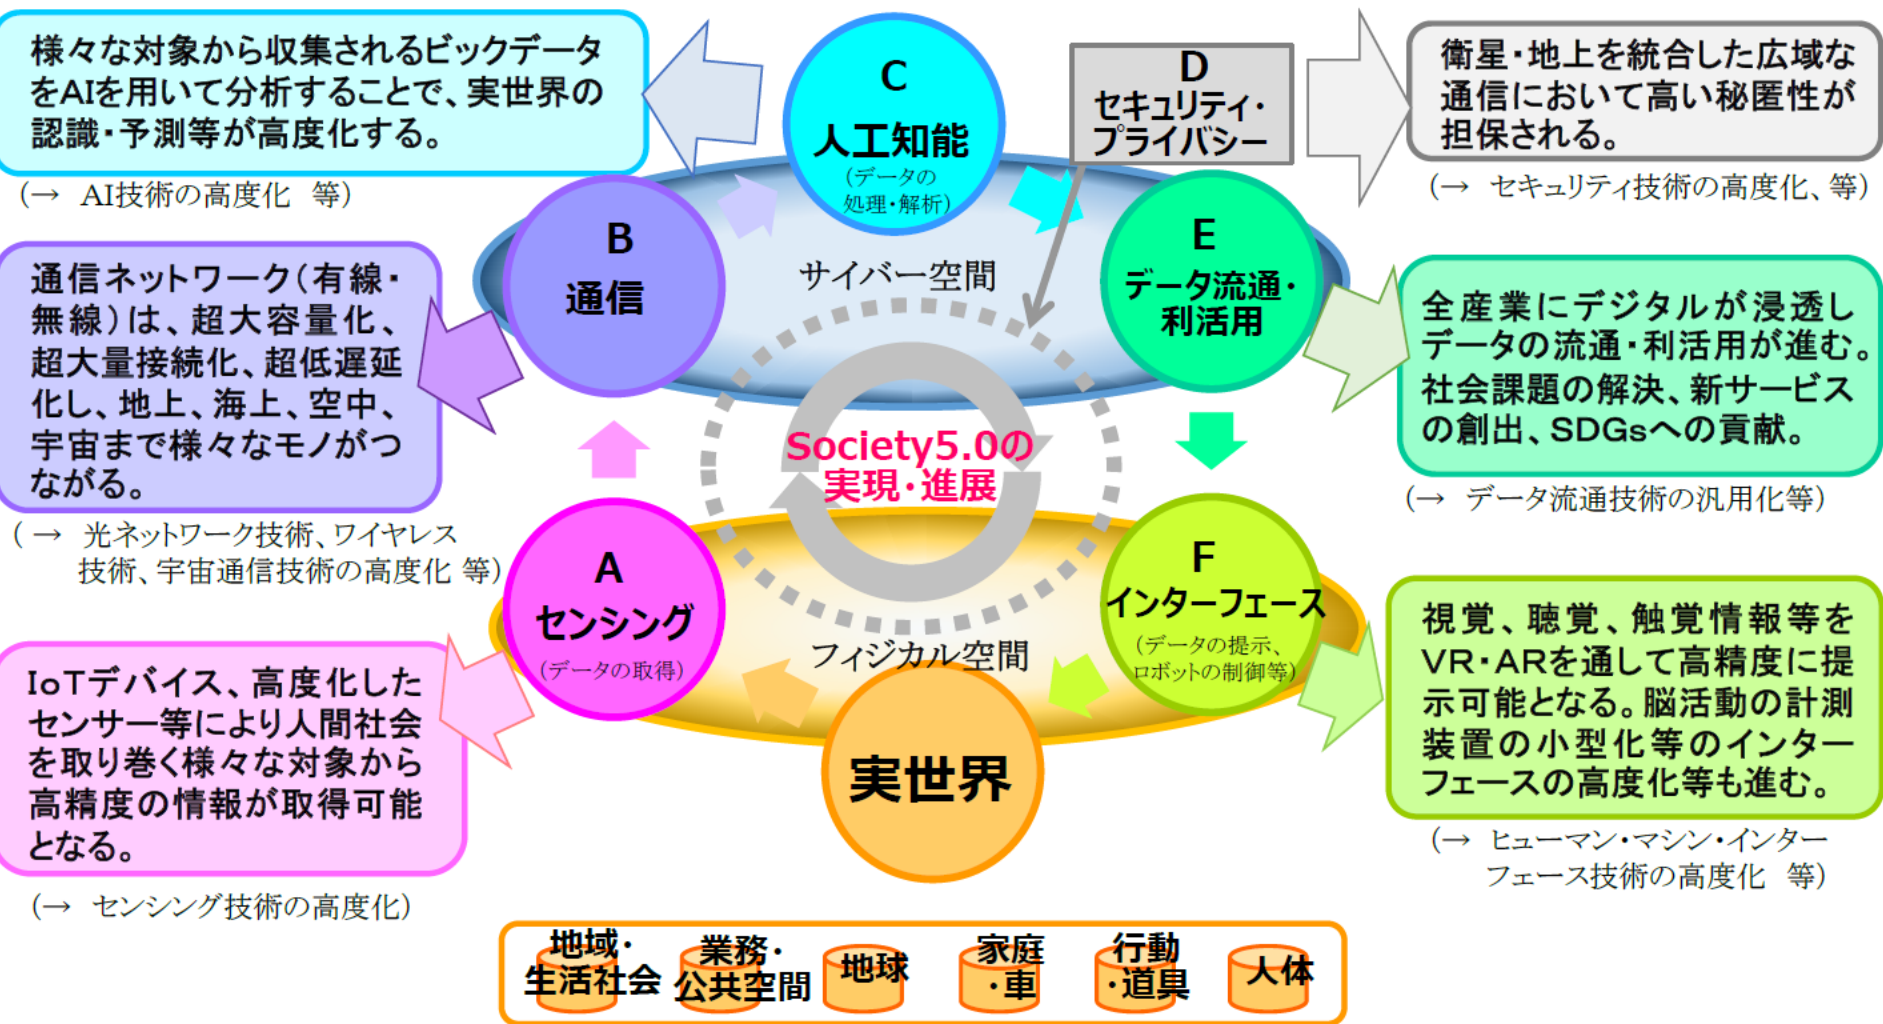 様々な対象から収集されるビックデータ
をAIを用いて分析することで、実世界の
認識・予測等が高度化する。
(→ AI技術の高度化 等)
C
人工知能
(データの
処理・解析)
D
セキュリティ・
プライバシー
衛星・地上を統合した広域な
通信において高い秘匿性が
担保される。
(→ セキュリティ技術の高度化、等)
通信ネットワーク(有線・
無線)は、超大容量化、
超大量接続化、超低遅延
化し、地上、海上、空中、
宇宙まで様々なモノがつ
ながる。
(→ 光ネットワーク技術、ワイヤレス
技術、宇宙通信技術の高度化 等)
B
通信
サイバー空間
E
データ流通・
利活用
全産業にデジタルが浸透し
データの流通・利活用が進む。
社会課題の解決、新サービス
の創出、SDGsへの貢献。
(→ データ流通技術の汎用化等)
Society5.0の
実現・進展
A
センシング
(データの取得)
フィジカル空間
F
インターフェース
(データの提示、
ロボットの制御等)
IoTデバイス、高度化した
センサー等により人間社会
を取り巻く様々な対象から
高精度の情報が取得可能
となる。
(→ センシング技術の高度化)
実世界
視覚、聴覚、触覚情報等を
VR・ARを通して高精度に提
示可能となる。脳活動の計測
装置の小型化等のインター
フェースの高度化等も進む。
(→ ヒューマン・マシン・インター
フェース技術の高度化 等)
地域・
生活社会
業務・
公共空間
地球
家庭
・車
行動
・道具
人体